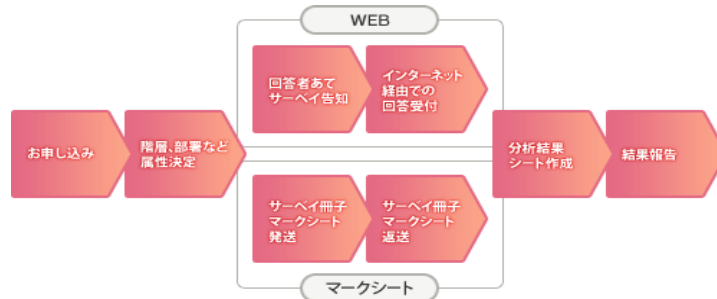 WEB
回答者あて
サーベイ告知
インターネット
経由での
回答受付
お申し込み
階層、部署など
属性決定
分析結果
シート作成
結果報告
サーベイ冊子
マークシート
発送
サーベイ冊子
マークシート
返送
マークシート